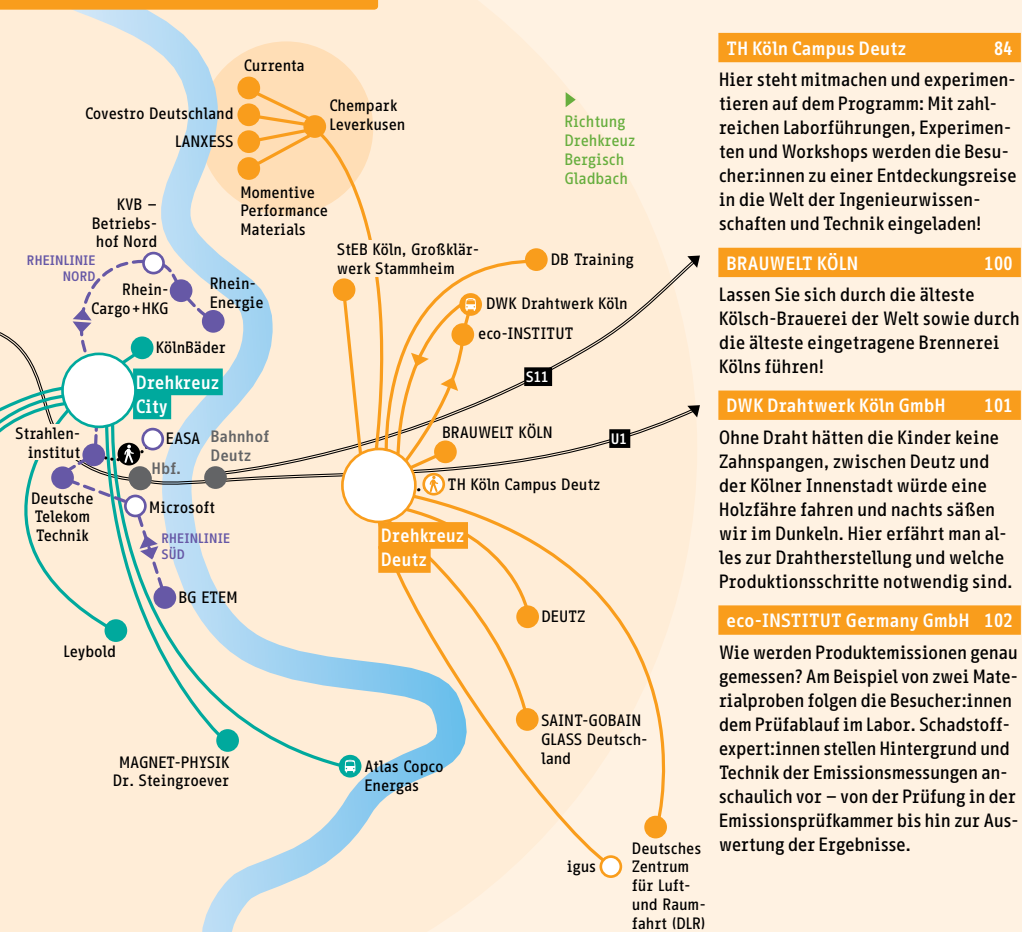 Currenta
Covestro Deutschland
LANXESS
Chempark
Leverkusen
Momentive
Performance
Materials
Richtung
Drehkreuz
Bergisch
Gladbach
KVB –
Betriebs-
hof Nord
RHEINLINIE
NORD
Rhein-
Cargo+HKG
Rhein-
Energie
StEB Köln, Großklär-
werk Stammheim
DB Training
DWK Drahtwerk Köln
eco-INSTITUT
KölnBäder
Drehkreuz
City
S11
U1
Strahlen-
institut
EASA
Bahnhof
Deutz
Hbf.
BRAUWELT KÖLN
TH Köln Campus Deutz
Deutsche
Telekom
Technik
Microsoft
RHEINLINIE
SÜD
Drehkreuz
Deutz
BG ETEM
DEUTZ
Leybold
SAINT-GOBAIN
GLASS Deutsch-
land
MAGNET-PHYSIK
Dr. Steingroever
Atlas Copco
Energas
igus
Deutsches
Zentrum
für Luft-
und Raum-
fahrt (DLR)
TH Köln Campus Deutz 84
Hier steht mitmachen und experimen-
tieren auf dem Programm: Mit zahl-
reichen Laborführungen, Experimen-
ten und Workshops werden die Besu-
cher:innen zu einer Entdeckungsreise
in die Welt der Ingenieurwissen-
schaften und Technik eingeladen!
BRAUWELT KÖLN 100
Lassen Sie sich durch die älteste
Kölsch-Brauerei der Welt sowie durch
die älteste eingetragene Brennerei
Kölns führen!
DWK Drahtwerk Köln GmbH 101
Ohne Draht hätten die Kinder keine
Zahnspangen, zwischen Deutz und
der Kölner Innenstadt würde eine
Holzfähre fahren und nachts säßen
wir im Dunkeln. Hier erfährt man al-
les zur Drahtherstellung und welche
Produktionsschritte notwendig sind.
eco-INSTITUT Germany GmbH 102
Wie werden Produktemissionen genau
gemessen? Am Beispiel von zwei Mate-
rialproben folgen die Besucher:innen
dem Prüfablauf im Labor. Schadstoff-
expert:innen stellen Hintergrund und
Technik der Emissionsmessungen an-
schaulich vor – von der Prüfung in der
Emissionsprüfkammer bis hin zur Aus-
wertung der Ergebnisse.